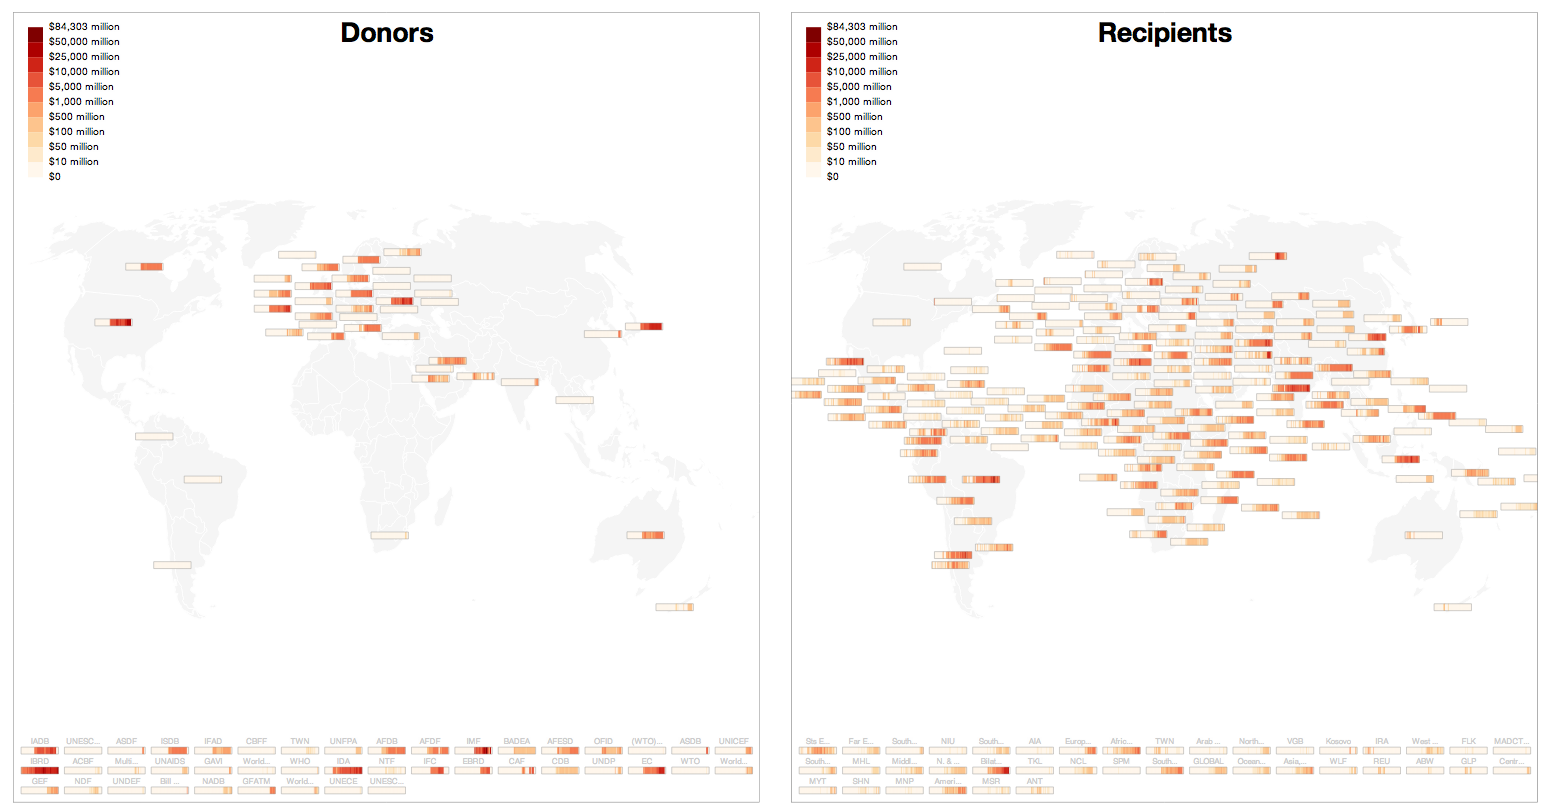 Donors
$84,303 million
$50,000 million
$25,000 million
$10,000 million
$5,000 million
$1,000 million
$500 million
$100 million
$50 million
$10 million
$0
IADB UNESC... ASDF ISDB IFAD CBFF TWN UNFPA AFDB AFDF IMF BADEA AFESD OFID (WTO)... ASDB UNICEF
IBRD ACBF Multi... UNAIDS GAVI World... WHO IDA NTF IFC EBRD CAF CDB UNDP EC WTO World...
GEF NDF UNDEF Bill ... NADB GFATM World... UNECE UNESC...
Recipients
$84,303 million
$50,000 million
$25,000 million
$10,000 million
$5,000 million
$1,000 million
$500 million
$100 million
$50 million
$10 million
$0
Sts E... Far E... South... NIU South... AIA Europ... Afric... TWN Arab ... North... VGB Kosovo IRA West ... FLK MADCT...
South... MHL Middl... N. & ... Bilat... TKL NCL SPM South... GLOBAL Ocean... Asia,... WLF REU ABW GLP Centr...
MYT SHN MNP Ameri... MSR ANT